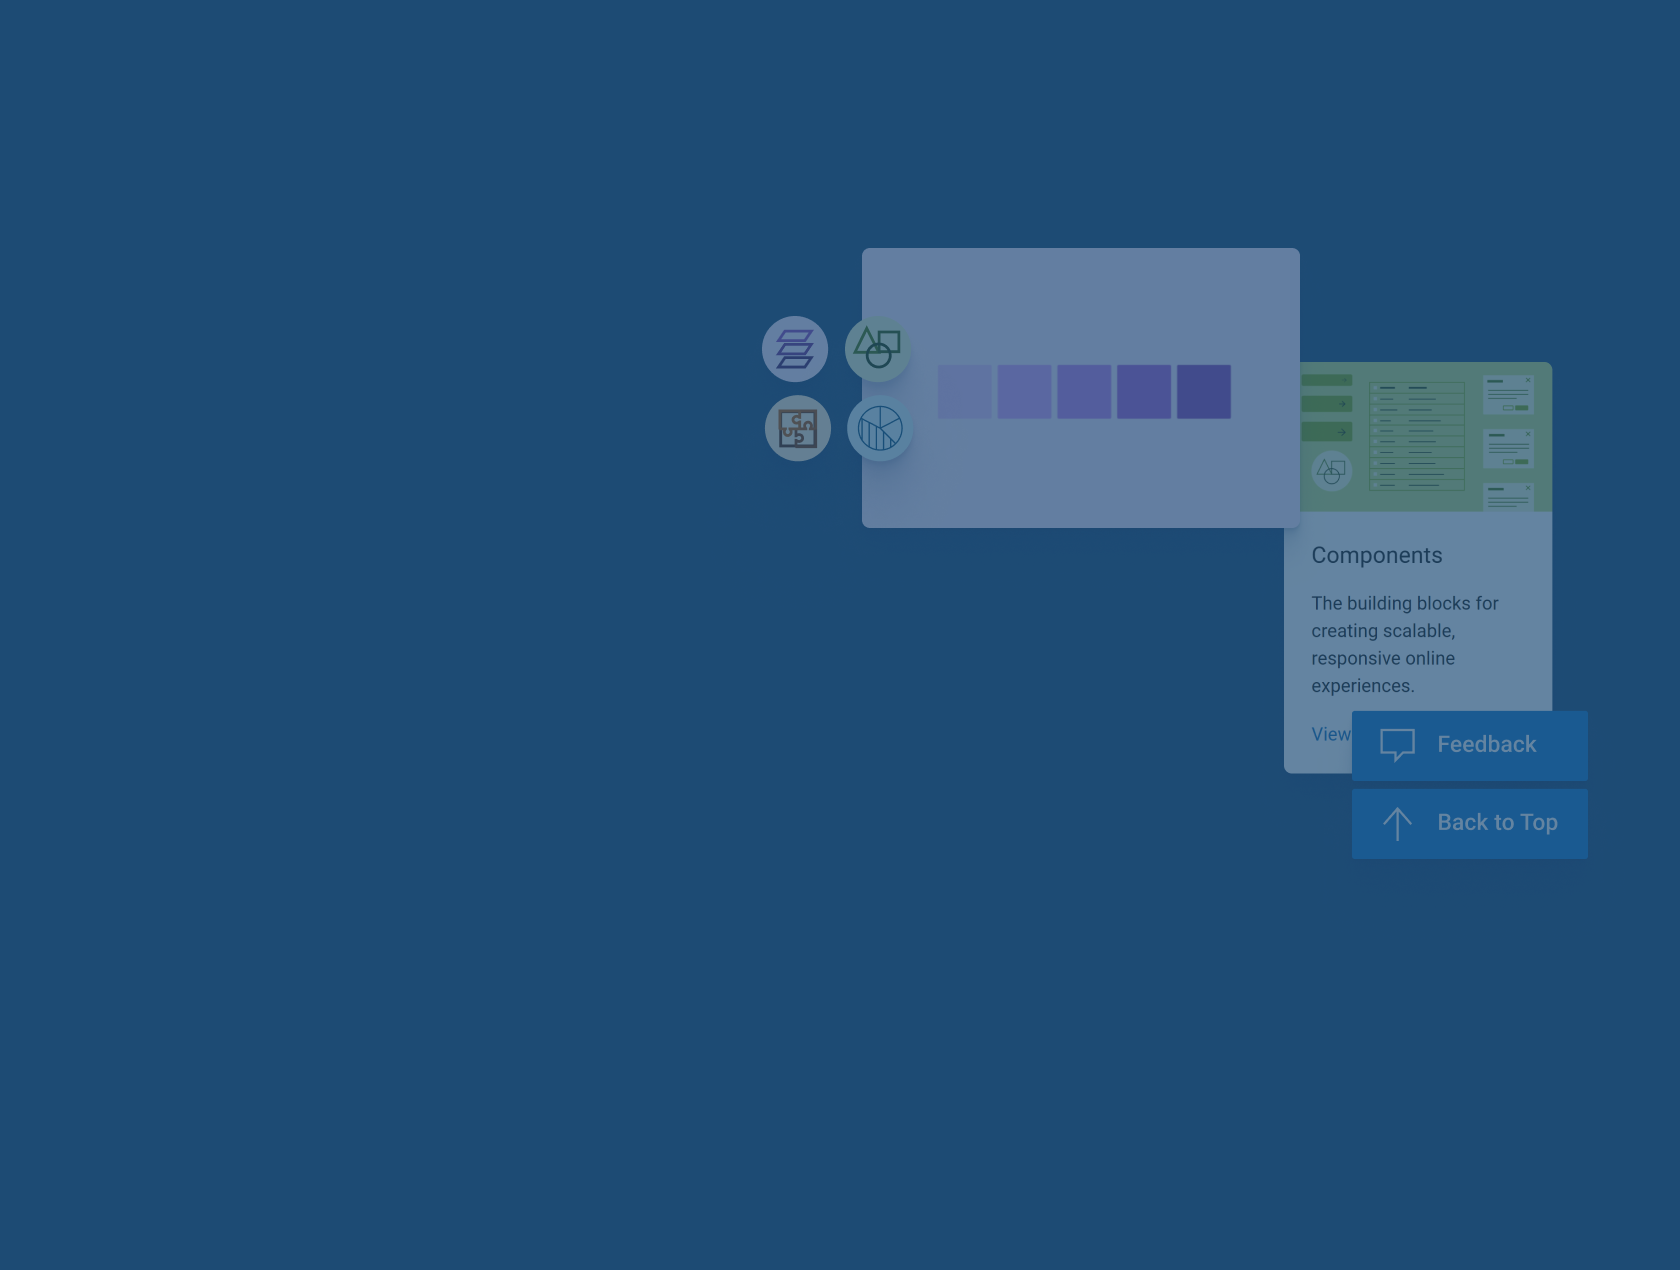 Components
The building blocks for
creating scalable,
responsive online
experiences.
View
Feedback
Back to Top